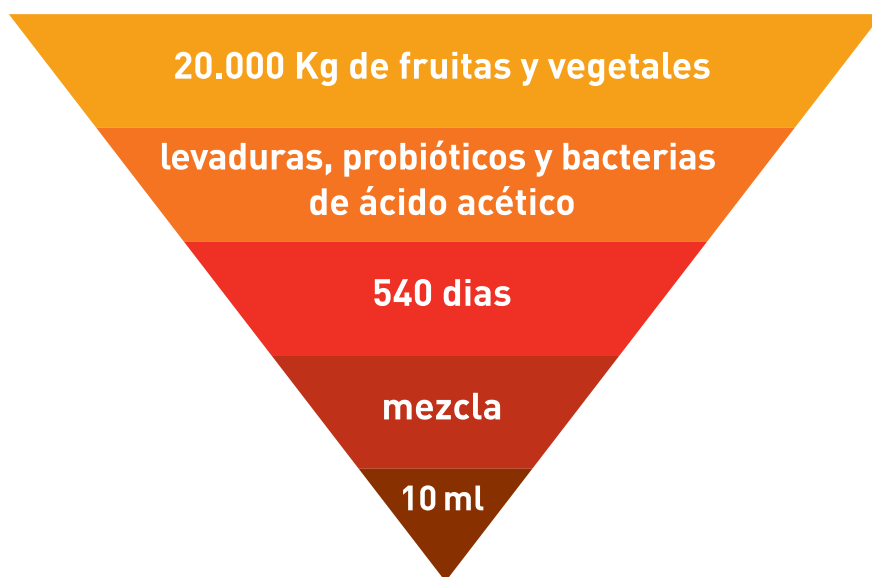 20.000 Kg de fruitas y vegetales
levaduras, probióticos y bacterias
de ácido acético
540 dias
mezcla
10 ml